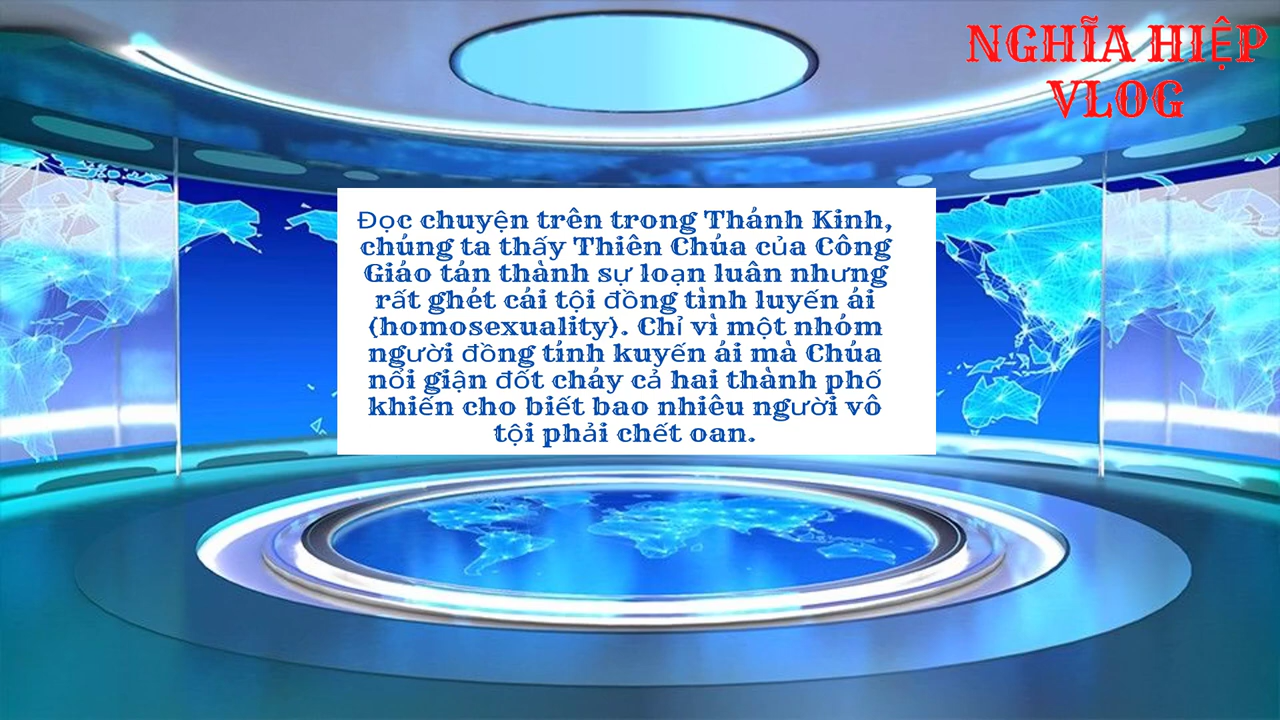 NGHĨA HIỆP
VLOG
Đọc chuyện trên trong Thánh Kinh,
chúng ta thấy Thiên Chúa của Công
Giáo tán thành sự loạn luân nhưng
rất ghét cái tội đồng tình luyến ái
(homosexuality). Chỉ vì một nhóm
người đồng tính kuyến ái mà Chúa
nổi giận đốt cháy cả hai thành phố
khiến cho biết bao nhiêu người vô
tội phải chết oan.